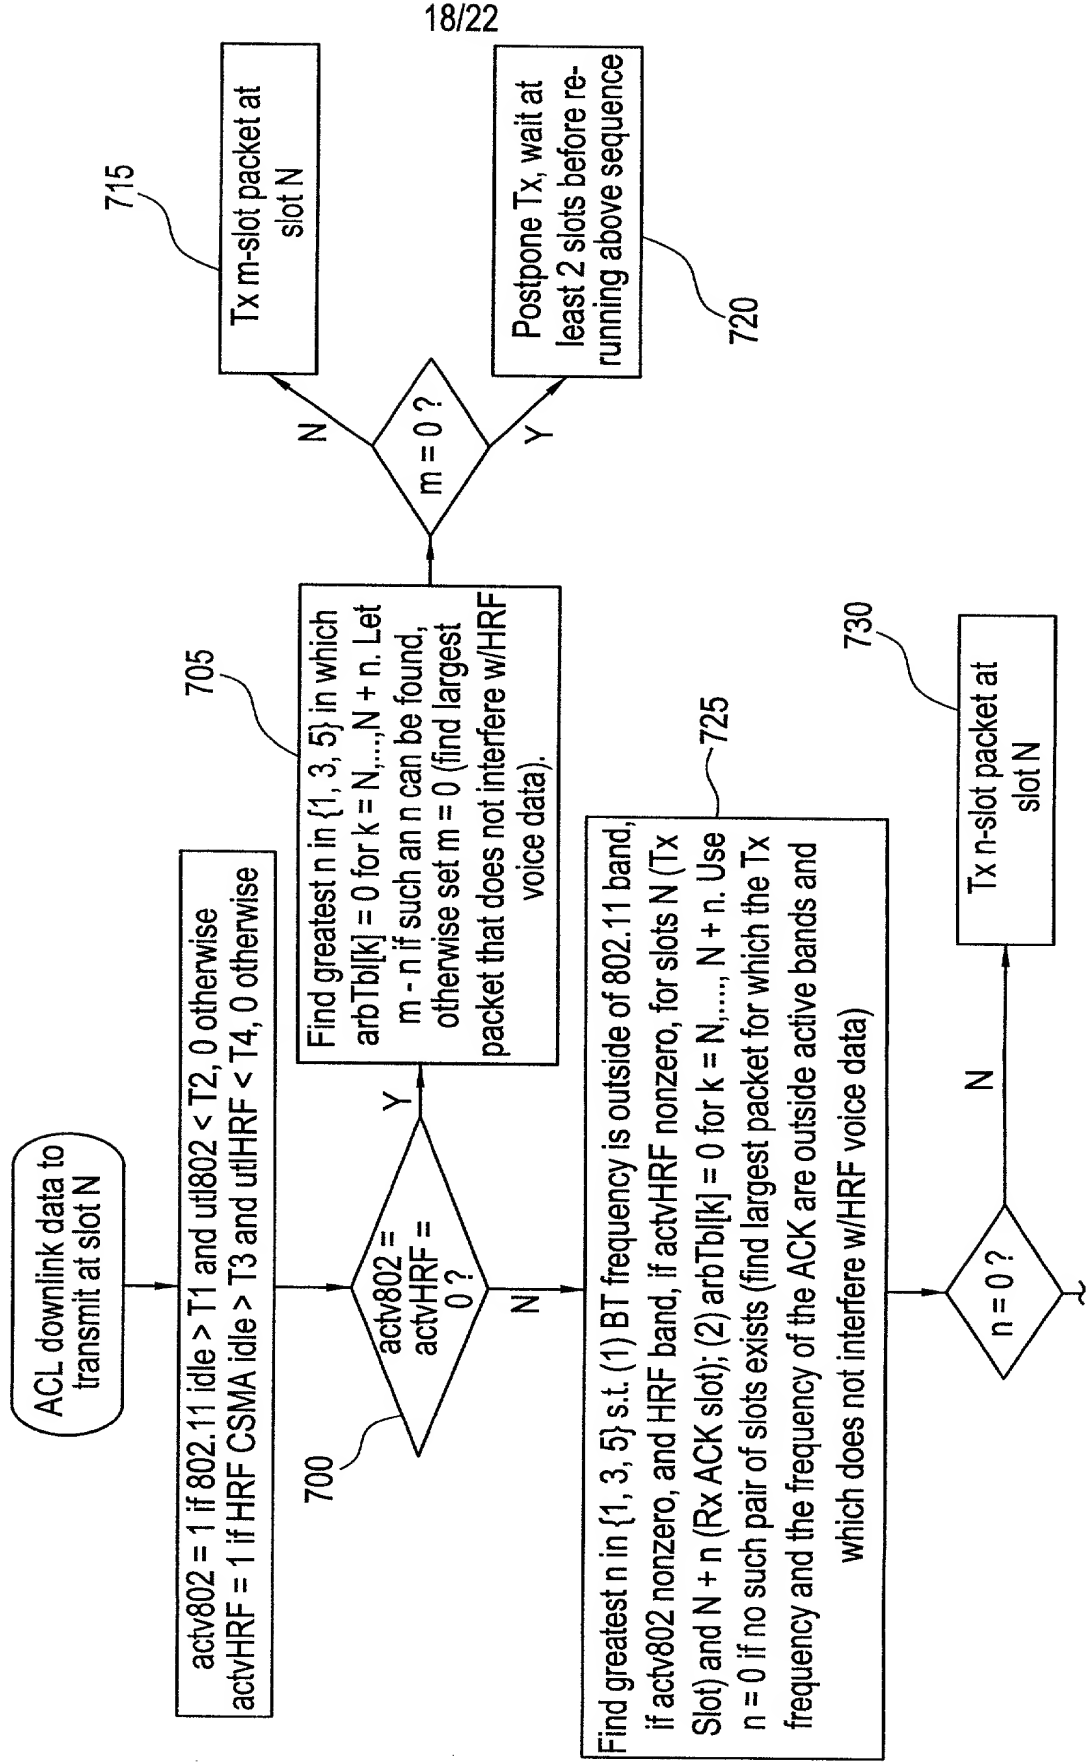 18/22
ACL downlink data to
transmit at slot N
actv802 = 1 if 802.11 idle > T1 and utl802 < T2, 0 otherwise
actvHRF = 1 if HRF CSMA idle > T3 and utlHRF < T4, 0 otherwise
700
actv802 =
actvHRF =
0 ?
Y
N
705
Find greatest n in {1, 3, 5} in which
arbTbl[k] = 0 for k = N,...,N + n. Let
m - n if such an n can be found,
otherwise set m = 0 (find largest
packet that does not interfere w/HRF
voice data).
m = 0 ?
N
Y
715
Tx m-slot packet at
slot N
Postpone Tx, wait at
least 2 slots before re-
running above sequence
720
725
Find greatest n in {1, 3, 5} s.t. (1) BT frequency is outside of 802.11 band,
if actv802 nonzero, and HRF band, if actvHRF nonzero, for slots N (Tx
Slot) and N + n (Rx ACK slot); (2) arbTbl[k] = 0 for k = N,...., N + n. Use
n = 0 if no such pair of slots exists (find largest packet for which the Tx
frequency and the frequency of the ACK are outside active bands and
which does not interfere w/HRF voice data)
n = 0 ?
N
730
Tx n-slot packet at
slot N